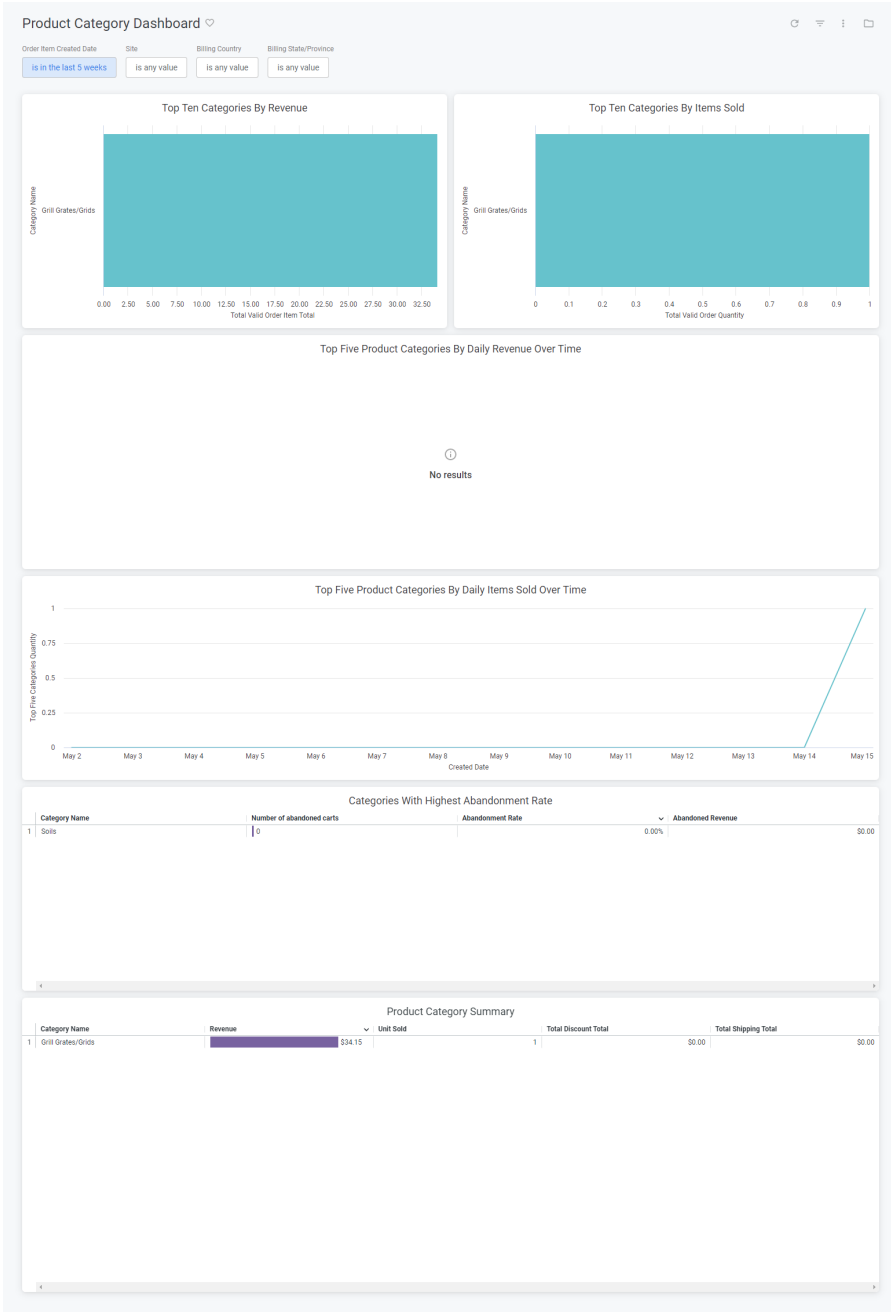 Product Category Dashboard
Order Item Created Date Site Billing Country Billing State/Province
is in the last 5 weeks is any value is any value is any value
Top Ten Categories By Revenue
Category Name
Grill Grates/Grids
0.00 2.50 5.00 7.50 10.00 12.50 15.00 17.50 20.00 22.50 25.00 27.50 30.00 32.50
Total Valid Order Item Total
Top Ten Categories By Items Sold
Category Name
Grill Grates/Grids
0 0.1 0.2 0.3 0.4 0.5 0.6 0.7 0.8 0.9 1
Total Valid Order Quantity
Top Five Product Categories By Daily Revenue Over Time
No results
Top Five Product Categories By Daily Items Sold Over Time
Top Five Categories Quantity
1
0.75
0.5
0.25
0
May 2 May 3 May 4 May 5 May 6 May 7 May 8 May 9 May 10 May 11 May 12 May 13 May 14 May 15
Created Date
Categories With Highest Abandonment Rate
Category Name Number of abandoned carts Abandonment Rate Abandoned Revenue
1 Soils 0 0.00% $0.00
Product Category Summary
Category Name Revenue Unit Sold Total Discount Total Total Shipping Total
1 Grill Grates/Grids $34.15 1 $0.00 $0.00